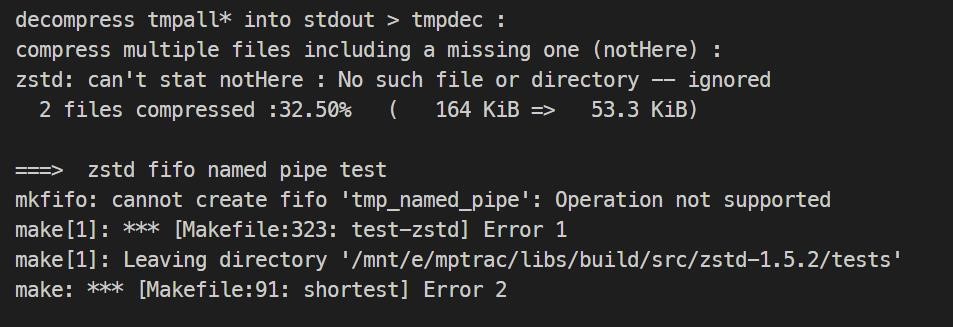 decompress tmpall* into stdout > tmpdec :
compress multiple files including a missing one (notHere) :
zstd: can't stat notHere : No such file or directory -- ignored
  2 files compressed :32.50%   (   164 KiB =>   53.3 KiB)

===>  zstd fifo named pipe test
mkfifo: cannot create fifo 'tmp_named_pipe': Operation not supported
make[1]: *** [Makefile:323: test-zstd] Error 1
make[1]: Leaving directory '/mnt/e/mptrac/libs/build/src/zstd-1.5.2/tests'
make: *** [Makefile:91: shortest] Error 2